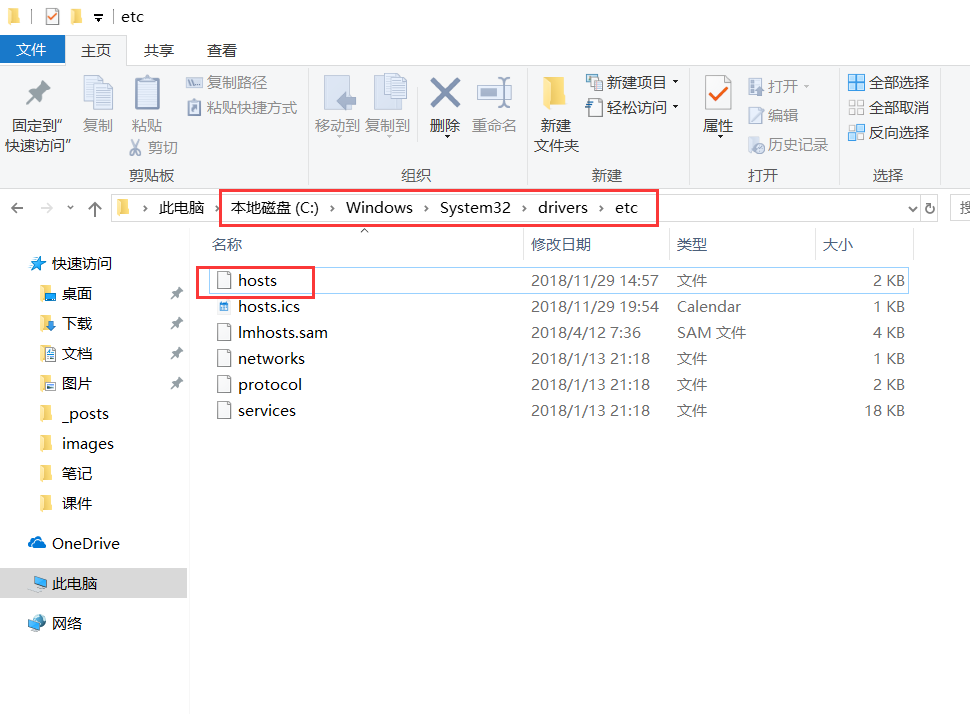 etc
文件 主页 共享 查看
固定到"快速访问" 复制 粘贴 复制路径 粘贴快捷方式 剪切 移动到 复制到 删除 重命名 新建文件夹 新建项目 轻松访问 属性 打开 编辑 历史记录 全部选择 全部取消 反向选择
剪贴板 组织 新建 打开 选择
此电脑 › 本地磁盘 (C:) › Windows › System32 › drivers › etc
名称 修改日期 类型 大小
hosts 2018/11/29 14:57 文件 2 KB
hosts.ics 2018/11/29 19:54 Calendar 1 KB
lmhosts.sam 2018/4/12 7:36 SAM 文件 4 KB
networks 2018/1/13 21:18 文件 1 KB
protocol 2018/1/13 21:18 文件 2 KB
services 2018/1/13 21:18 文件 18 KB
快速访问
桌面
下载
文档
图片
_posts
images
笔记
课件
OneDrive
此电脑
网络